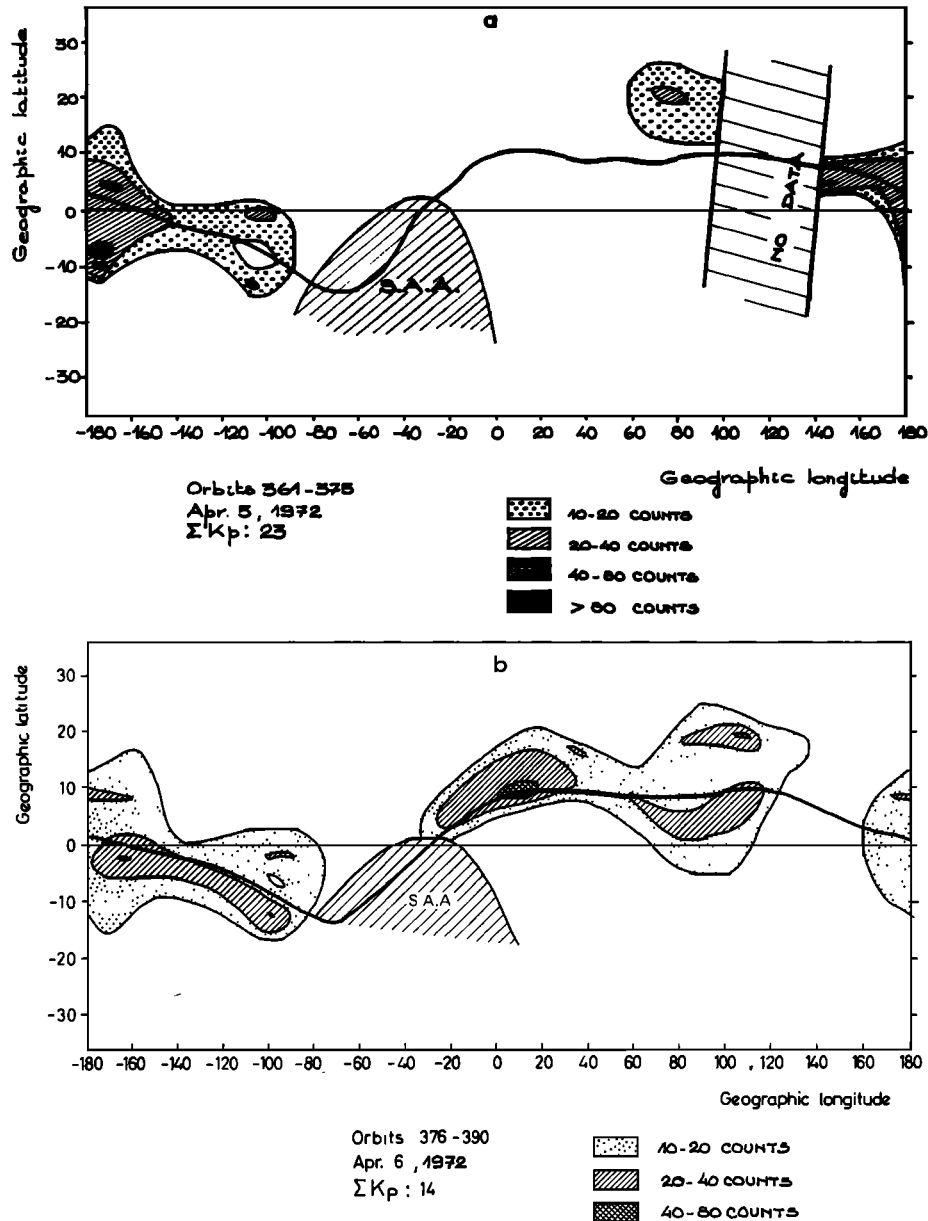 a
Geographic latitude
30
20
10
0
-10
-20
-30
S.A.A.
NO DATA
-180 -160 -140 -120 -100 -80 -60 -40 -20 0 20 40 60 80 100 120 140 160 180
Geographic longitude
Orbits 361-375
Apr. 5, 1972
ΣKp: 23
10-20 COUNTS
20-40 COUNTS
40-80 COUNTS
> 80 COUNTS
b
Geographic latitude
30
20
10
0
-10
-20
-30
S.A.A
-180 -160 -140 -120 -100 -80 -60 -40 -20 0 20 40 60 80 100 120 140 160 180
Geographic longitude
Orbits 376-390
Apr. 6, 1972
ΣKp: 14
10-20 COUNTS
20-40 COUNTS
40-80 COUNTS